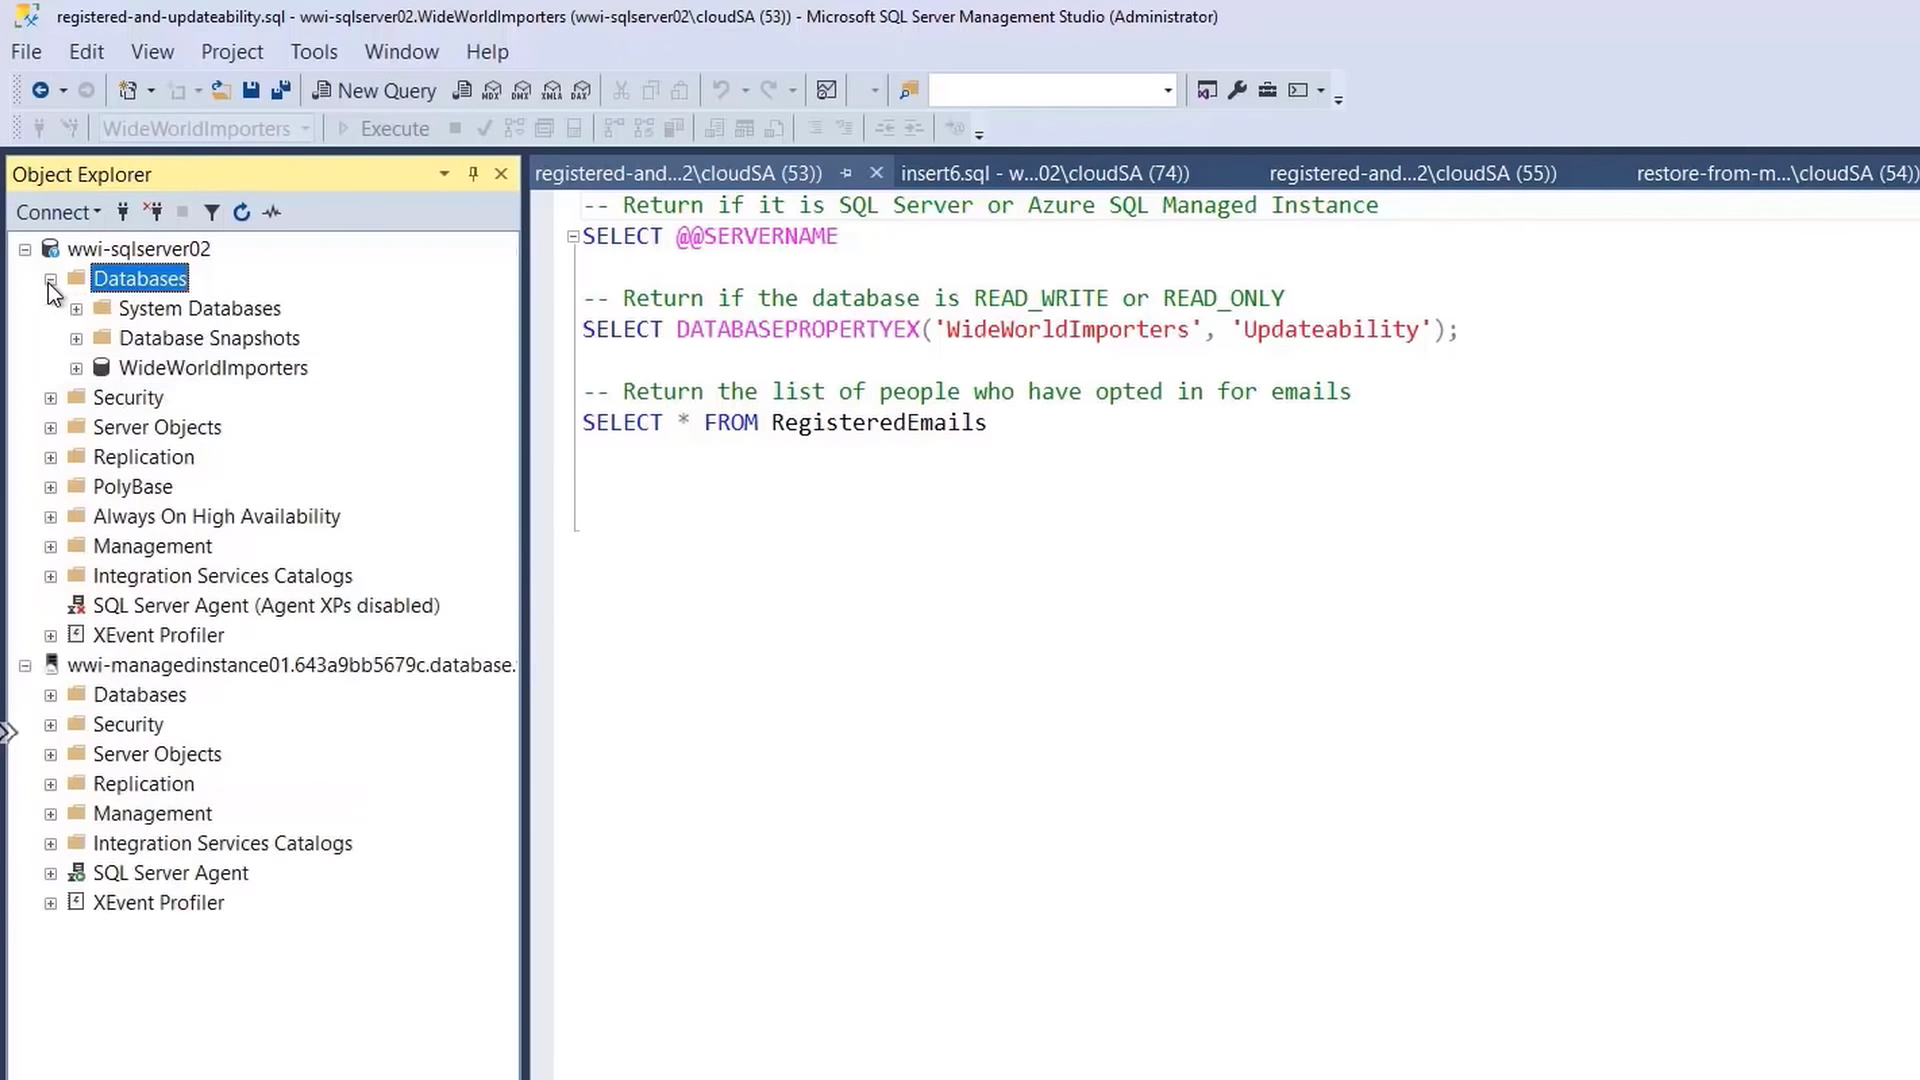 registered-and-updateability.sql - wwi-sqlserver02.WideWorldImporters (wwi-sqlserver02\cloudSA (53)) - Microsoft SQL Server Management Studio (Administrator)
File Edit View Project Tools Window Help
New Query MDX DMX XMLA DAX
WideWorldImporters Execute
Object Explorer
registered-and...2\cloudSA (53)) insert6.sql - w...02\cloudSA (74)) registered-and...2\cloudSA (55)) restore-from-m...\cloudSA (54))
Connect
wwi-sqlserver02
Databases
System Databases
Database Snapshots
WideWorldImporters
Security
Server Objects
Replication
PolyBase
Always On High Availability
Management
Integration Services Catalogs
SQL Server Agent (Agent XPs disabled)
XEvent Profiler
wwi-managedinstance01.643a9bb5679c.database.
Databases
Security
Server Objects
Replication
Management
Integration Services Catalogs
SQL Server Agent
XEvent Profiler
-- Return if it is SQL Server or Azure SQL Managed Instance
SELECT @@SERVERNAME
-- Return if the database is READ_WRITE or READ_ONLY
SELECT DATABASEPROPERTYEX('WideWorldImporters', 'Updateability');
-- Return the list of people who have opted in for emails
SELECT * FROM RegisteredEmails